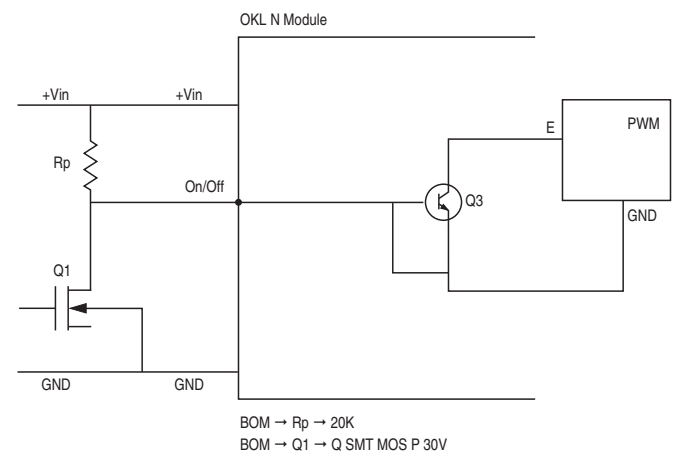 OKL N Module
+Vin
+Vin
E
PWM
Rp
On/Off
Q3
GND
Q1
GND
GND
BOM → Rp → 20K
BOM → Q1 → Q SMT MOS P 30V